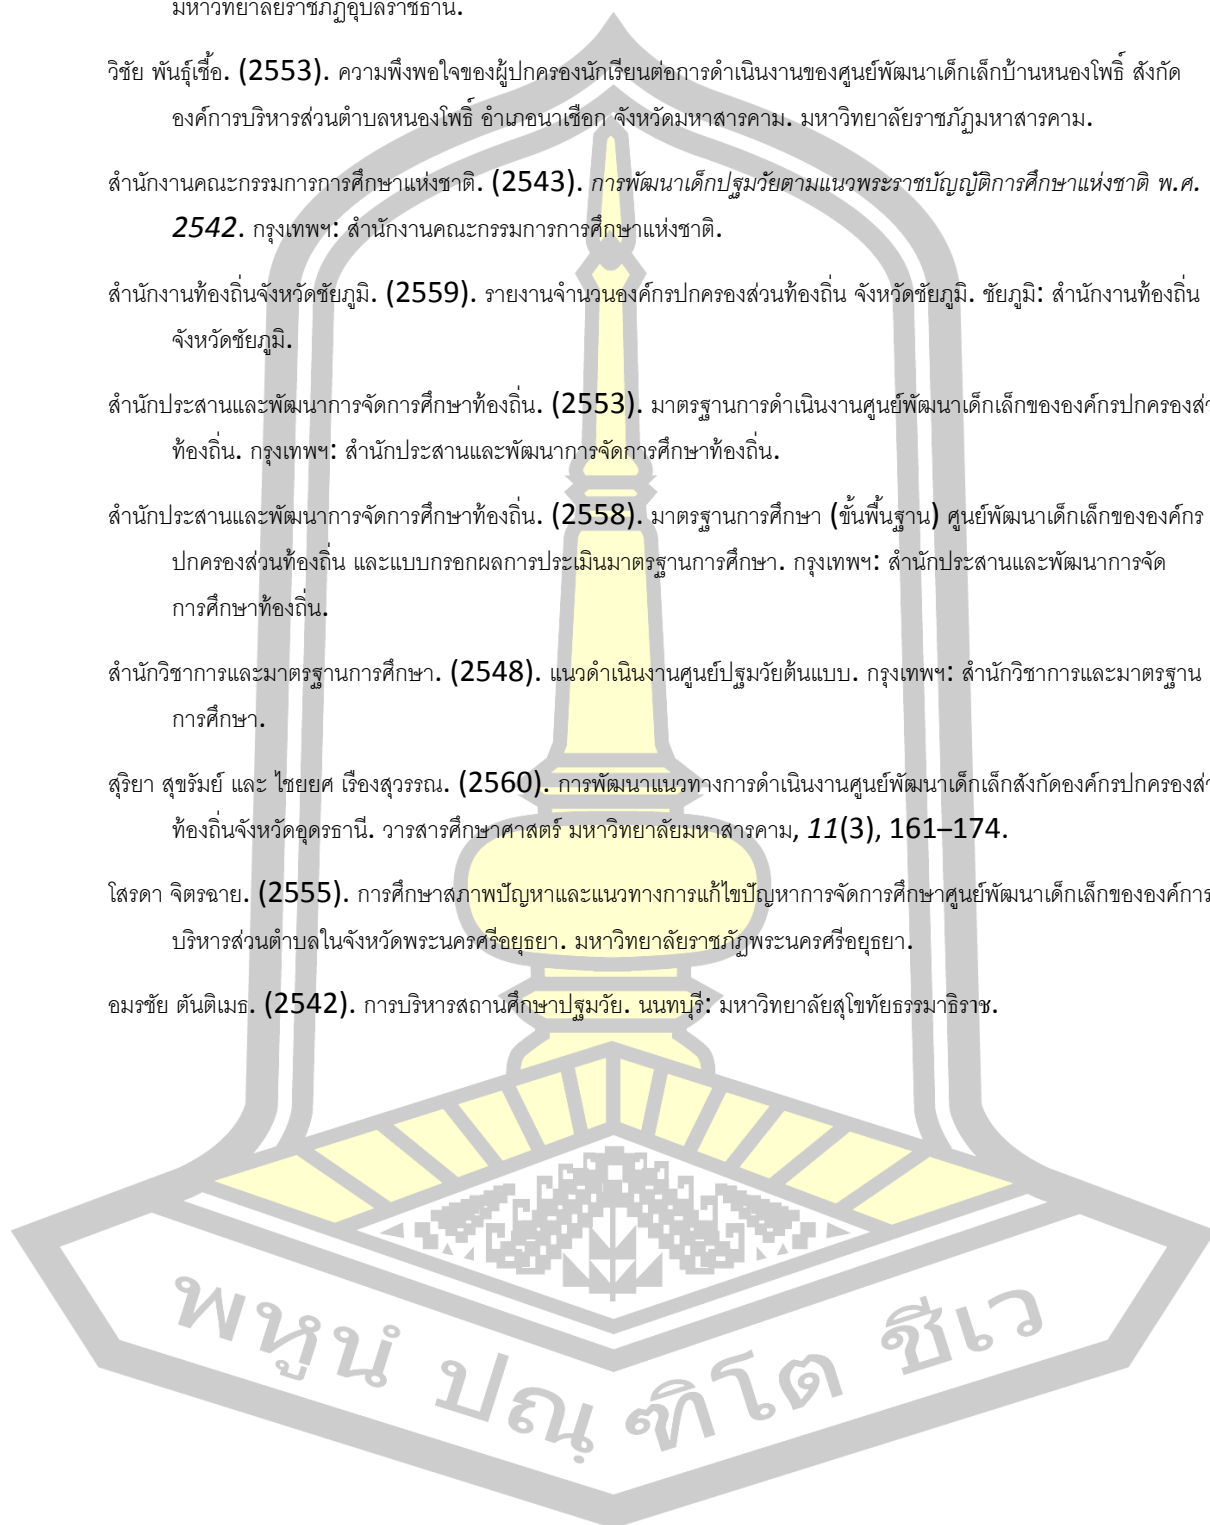 มหาวิทยาลัยราชภัฏอุบลราชธานี.
วิชัย พันธุ์เชื้อ. (2553). ความพึงพอใจของผู้ปกครองนักเรียนต่อการดำเนินงานของศูนย์พัฒนาเด็กเล็กบ้านหนองโพธิ์ สังกัด
องค์การบริหารส่วนตำบลหนองโพธิ์ อำเภอนาเชือก จังหวัดมหาสารคาม. มหาวิทยาลัยราชภัฏมหาสารคาม.
สำนักงานคณะกรรมการการศึกษาแห่งชาติ. (2543). การพัฒนาเด็กปฐมวัยตามแนวพระราชบัญญัติการศึกษาแห่งชาติ พ.ศ.
2542. กรุงเทพฯ: สำนักงานคณะกรรมการการศึกษาแห่งชาติ.
สำนักงานท้องถิ่นจังหวัดชัยภูมิ. (2559). รายงานจำนวนองค์กรปกครองส่วนท้องถิ่น จังหวัดชัยภูมิ. ชัยภูมิ: สำนักงานท้องถิ่น
จังหวัดชัยภูมิ.
สำนักประสานและพัฒนาการจัดการศึกษาท้องถิ่น. (2553). มาตรฐานการดำเนินงานศูนย์พัฒนาเด็กเล็กขององค์กรปกครองส่ว
ท้องถิ่น. กรุงเทพฯ: สำนักประสานและพัฒนาการจัดการศึกษาท้องถิ่น.
สำนักประสานและพัฒนาการจัดการศึกษาท้องถิ่น. (2558). มาตรฐานการศึกษา (ขั้นพื้นฐาน) ศูนย์พัฒนาเด็กเล็กขององค์กร
ปกครองส่วนท้องถิ่น และแบบกรอกผลการประเมินมาตรฐานการศึกษา. กรุงเทพฯ: สำนักประสานและพัฒนาการจัด
การศึกษาท้องถิ่น.
สำนักวิชาการและมาตรฐานการศึกษา. (2548). แนวดำเนินงานศูนย์ปฐมวัยต้นแบบ. กรุงเทพฯ: สำนักวิชาการและมาตรฐาน
การศึกษา.
สุริยา สุขรัมย์ และ ไชยยศ เรืองสุวรรณ. (2560). การพัฒนาแนวทางการดำเนินงานศูนย์พัฒนาเด็กเล็กสังกัดองค์กรปกครองส่ว
ท้องถิ่นจังหวัดอุดรธานี. วารสารศึกษาศาสตร์ มหาวิทยาลัยมหาสารคาม, 11(3), 161–174.
โสรดา จิตรฉาย. (2555). การศึกษาสภาพปัญหาและแนวทางการแก้ไขปัญหาการจัดการศึกษาศูนย์พัฒนาเด็กเล็กขององค์การ
บริหารส่วนตำบลในจังหวัดพระนครศรีอยุธยา. มหาวิทยาลัยราชภัฏพระนครศรีอยุธยา.
อมรชัย ตันติเมธ. (2542). การบริหารสถานศึกษาปฐมวัย. นนทบุรี: มหาวิทยาลัยสุโขทัยธรรมาธิราช.
พหูนํ ปณฺฑิโต ชีเว